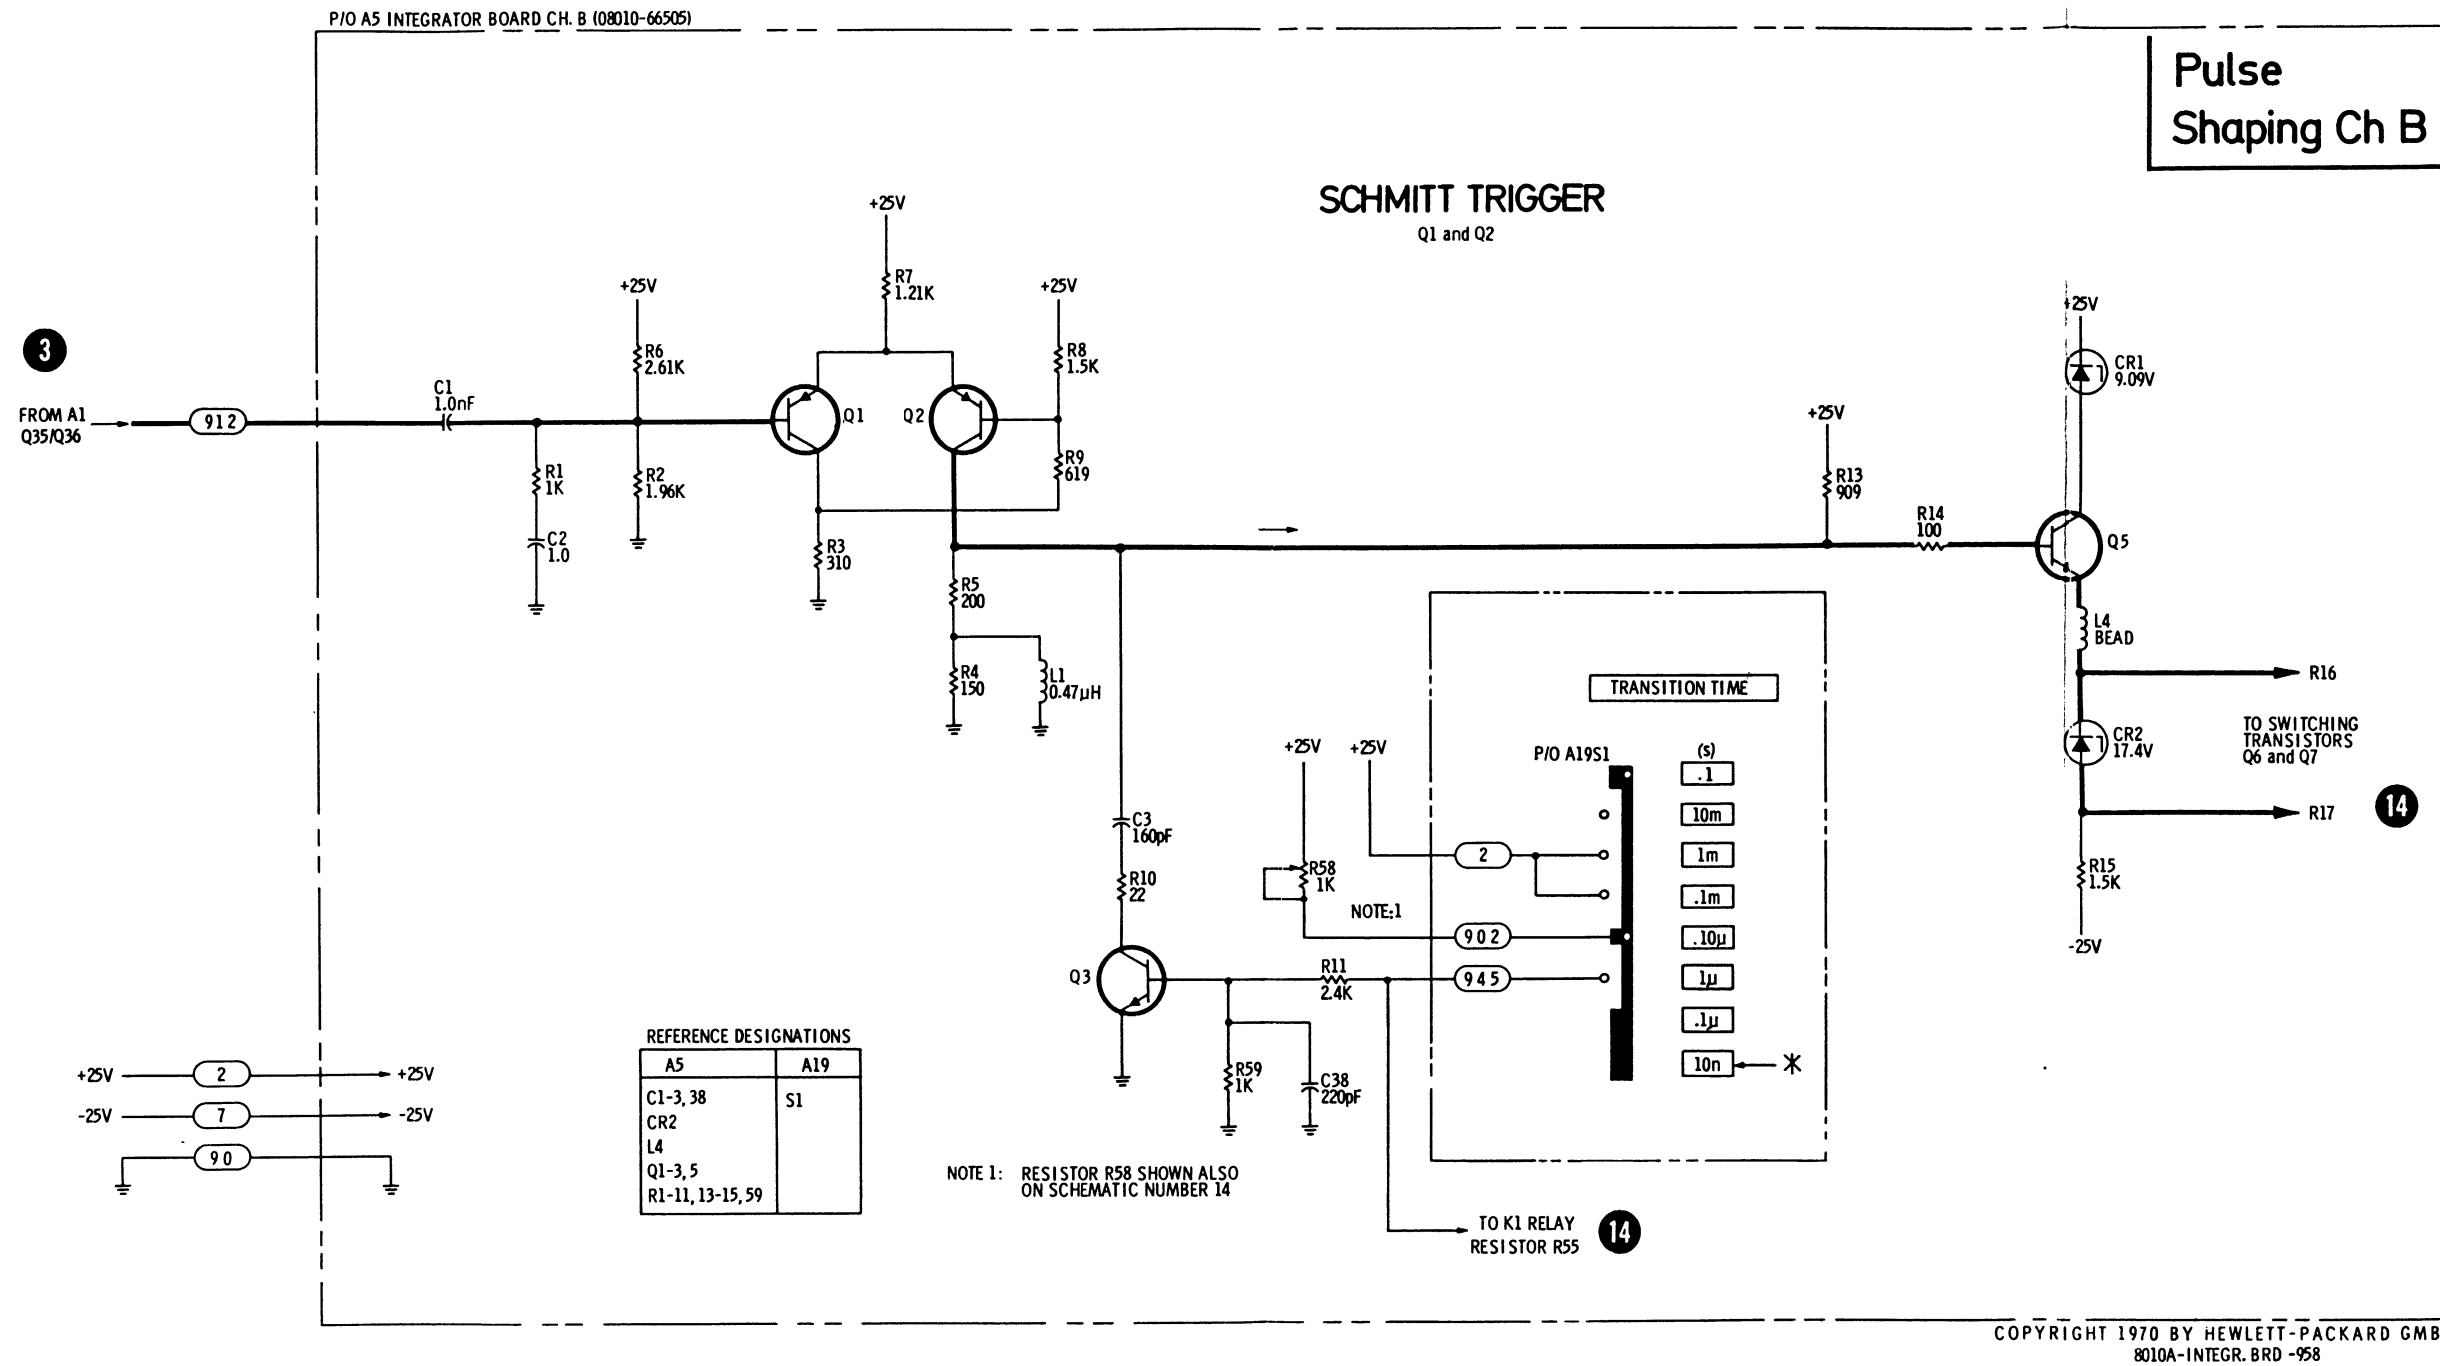 P/O A5 INTEGRATOR BOARD CH. B (08010-66505)
Pulse
Shaping Ch B
SCHMITT TRIGGER
Q1 and Q2
+25V
R7
1.21K
+25V
R6
2.61K
+25V
R8
1.5K
3
FROM A1
Q35/Q36
912
C1
1.0nF
R1
1K
C2
1.0
R2
1.96K
Q1
Q2
R9
619
R3
310
R5
200
R4
150
L1
0.47µH
+25V
R13
909
R14
100
+25V
CR1
9.09V
Q5
L4
BEAD
R16
TO SWITCHING
TRANSISTORS
Q6 and Q7
CR2
17.4V
R17
14
R15
1.5K
-25V
TRANSITION TIME
P/O A19S1
(s)
.1
10m
1m
.1m
.10µ
1µ
.1µ
10n
*
+25V
+25V
2
R58
1K
NOTE:1
902
945
C3
160pF
R10
22
Q3
R11
2.4K
R59
1K
C38
220pF
TO K1 RELAY
RESISTOR R55
14
+25V
2
+25V
-25V
7
-25V
90
REFERENCE DESIGNATIONS
A5 A19
C1-3, 38 S1
CR2
L4
Q1-3, 5
R1-11, 13-15, 59
NOTE 1: RESISTOR R58 SHOWN ALSO
ON SCHEMATIC NUMBER 14
COPYRIGHT 1970 BY HEWLETT-PACKARD GMB
8010A-INTEGR. BRD -958